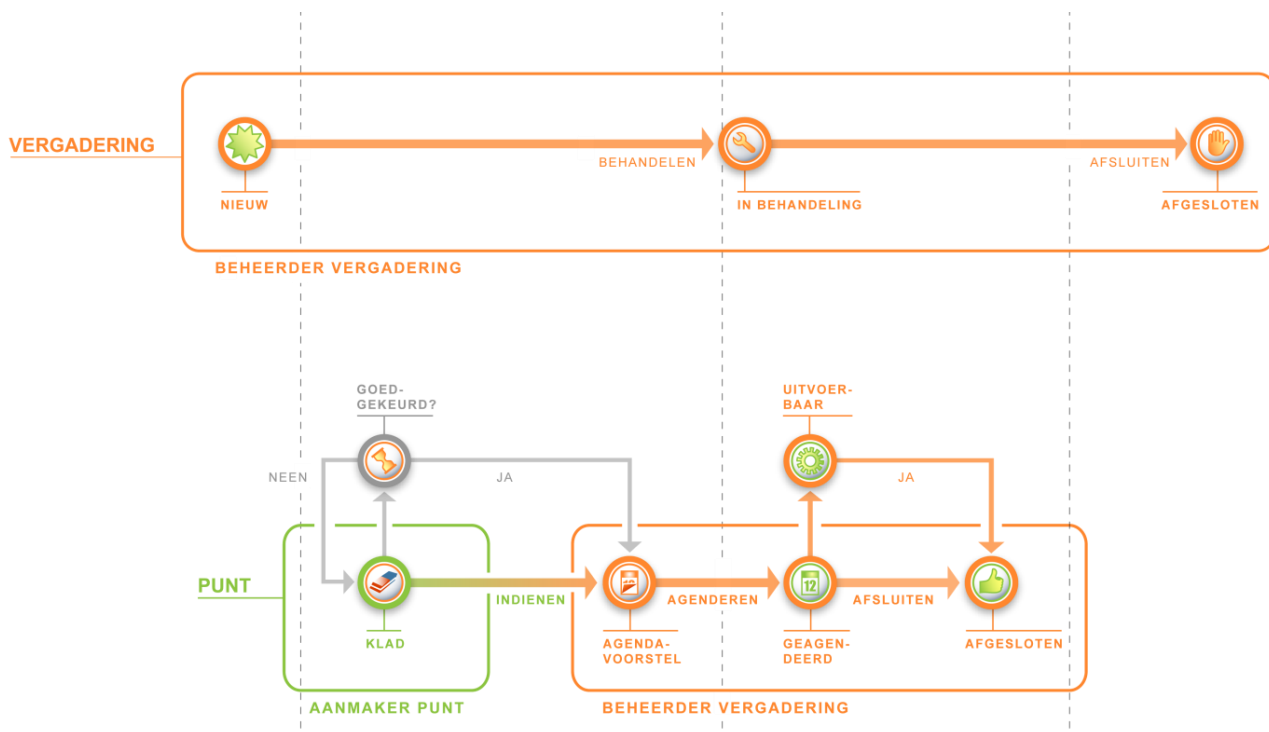 VERGADERING
BEHANDELEN
AFSLUITEN
NIEUW
IN BEHANDELING
AFGESLOTEN
BEHEERDER VERGADERING
GOED-
GEKEURD?
UITVOER-
BAAR
NEEN
JA
JA
PUNT
12
INDIENEN
AGENDEREN
AFSLUITEN
KLAD
AGENDA-
VOORSTEL
GEAGEN-
DEERD
AFGESLOTEN
AANMAKER PUNT
BEHEERDER VERGADERING